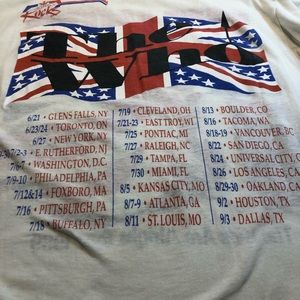 Rock
The Who
6/21 • GLENS FALLS, NY
6/23/24 • TORONTO, ON
6/27 • NEW YORK, NY
7/2-3 • E. RUTHERFORD, NJ
7/6-7 • WASHINGTON, D.C.
7/9-10 • PHILADELPHIA, PA
7/12&14 • FOXBORO, MA
7/16 • PITTSBURGH, PA
7/18 • BUFFALO, NY
7/19 • CLEVELAND, OH
7/21-23 • EAST TROY, WI
7/25 • PONTIAC, MI
7/27 • RALEIGH, NC
7/29 • TAMPA, FL
7/30 • MIAMI, FL
8/3 • KANSAS CITY, MO
8/7-9 • ATLANTA, GA
8/11 • ST. LOUIS, MO
8/13 • BOULDER, CO
8/16 • TACOMA, WA
8/18-19 • VANCOUVER, BC
8/22 • SAN DIEGO, CA
8/24 • UNIVERSAL CITY,
8/26 • LOS ANGELES, CA
8/29-30 • OAKLAND, CA
9/2 • HOUSTON, TX
9/3 • DALLAS, TX